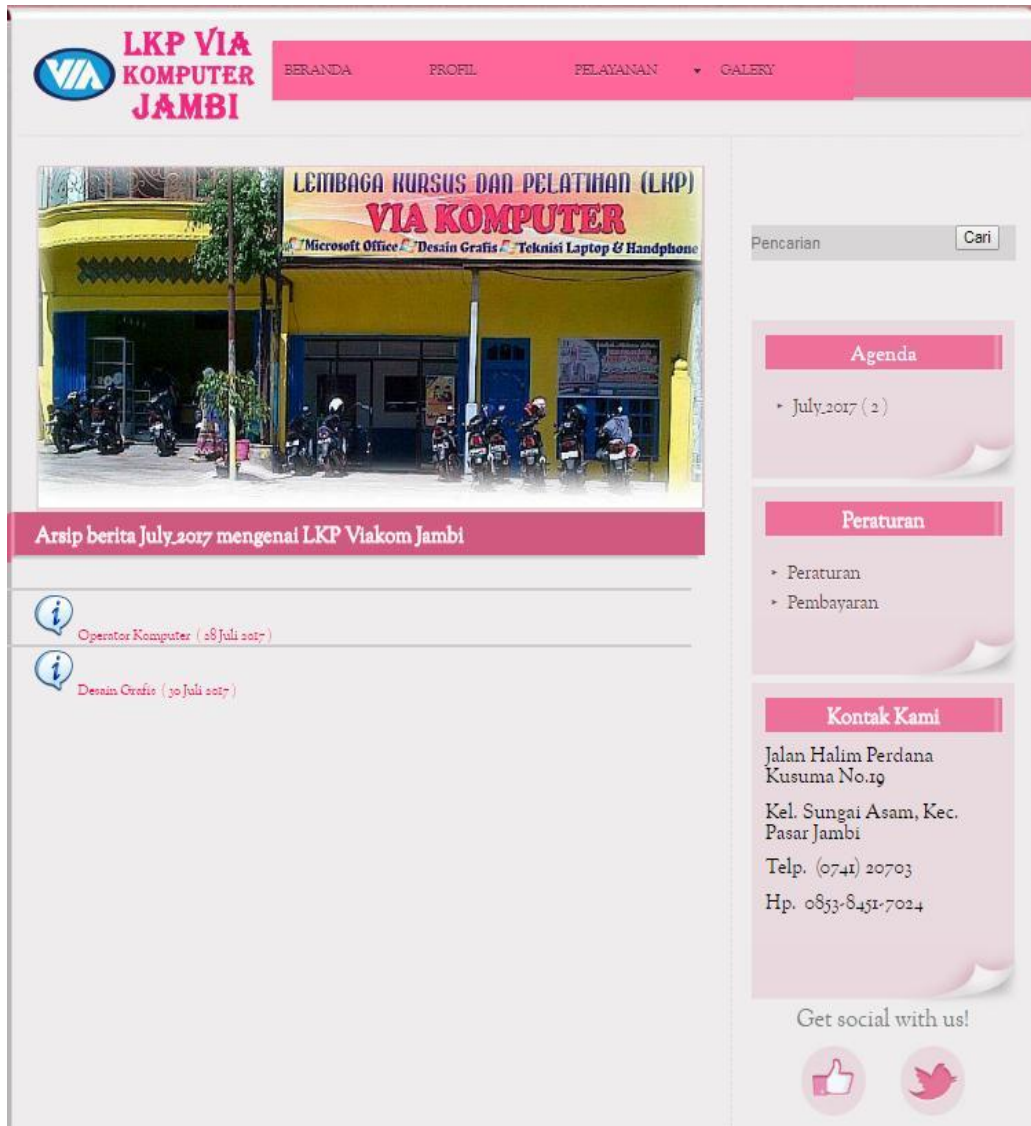 VIA
LKP VIA
KOMPUTER
JAMBI
BERANDA PROFIL PELAYANAN GALERY
LEMBAGA KURSUS DAN PELATIHAN (LKP)
VIA KOMPUTER
Microsoft Office Desain Grafis Teknisi Laptop & Handphone
Arsip berita July_2017 mengenai LKP Viakom Jambi
Operator Komputer ( 28 Juli 2017 )
Desain Grafis ( 30 Juli 2017 )
Pencarian Cari
Agenda
July_2017 ( 2 )
Peraturan
Peraturan
Pembayaran
Kontak Kami
Jalan Halim Perdana
Kusuma No.19
Kel. Sungai Asam, Kec.
Pasar Jambi
Telp. (0741) 20703
Hp. 0853-8451-7024
Get social with us!